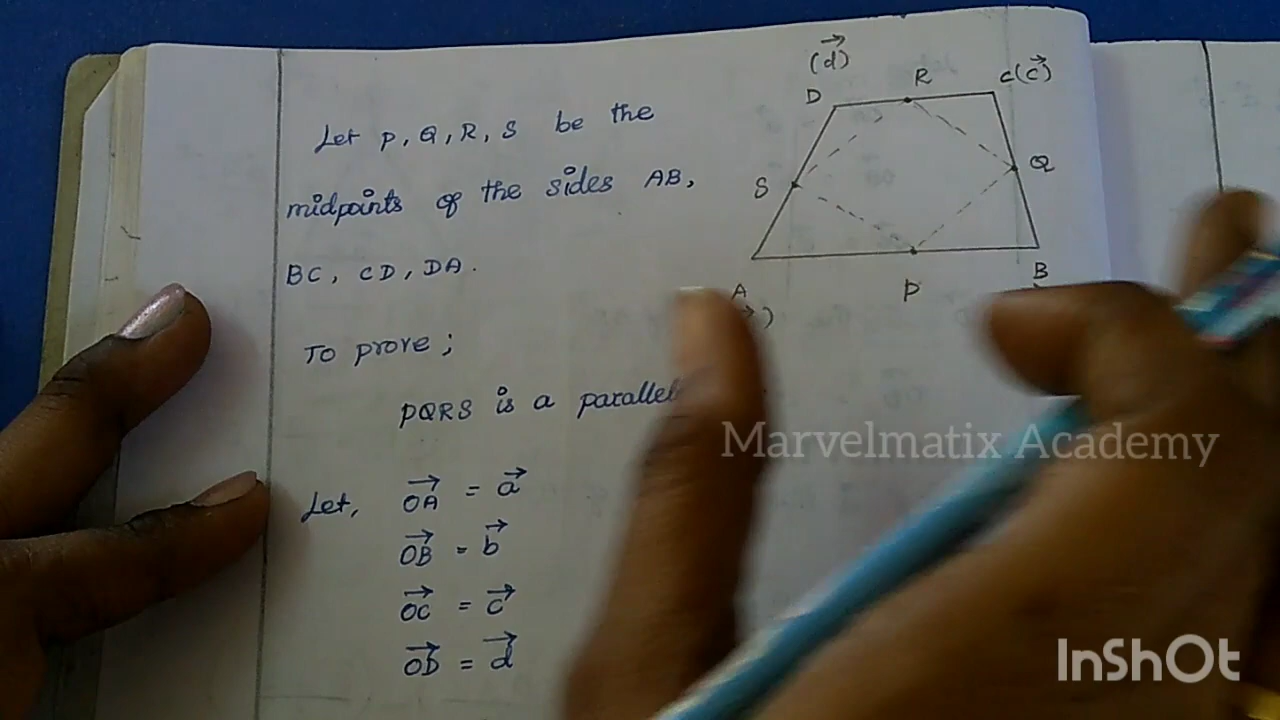 Let P, Q, R, S be the
midpoints of the sides AB,
BC, CD, DA.
To prove;
PQRS is a
Let, OA⃗ = a⃗
OB⃗ = b⃗
OC⃗ = c⃗
OD⃗ = d⃗
(d⃗)
D
R
C(c⃗)
S
Q
A
P
B
Marvelmatix Academy
InShOt